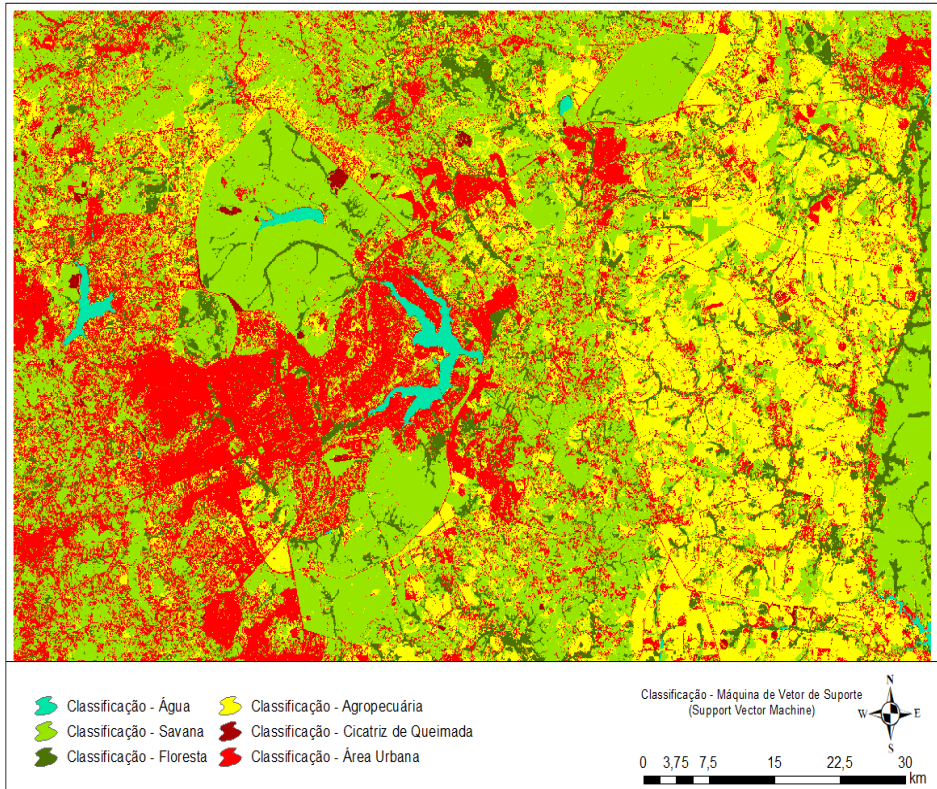 Classificação - Água
Classificação - Savana
Classificação - Floresta
Classificação - Agropecuária
Classificação - Cicatriz de Queimada
Classificação - Área Urbana
Classificação - Máquina de Vetor de Suporte
(Support Vector Machine)
N
W E
S
0 3,75 7,5 15 22,5 30
km